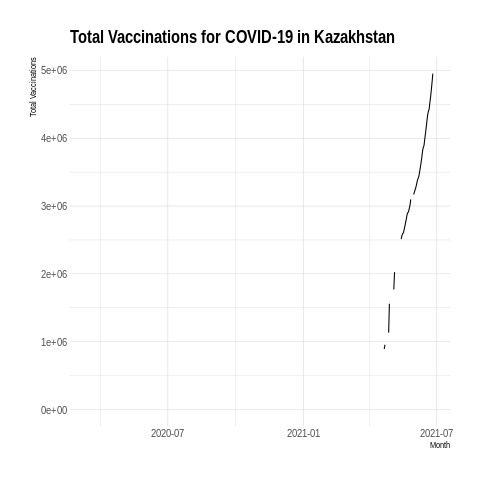 Total Vaccinations for COVID-19 in Kazakhstan
Total Vaccinations
5e+06
4e+06
3e+06
2e+06
1e+06
0e+00
2020-07
2021-01
2021-07
Month